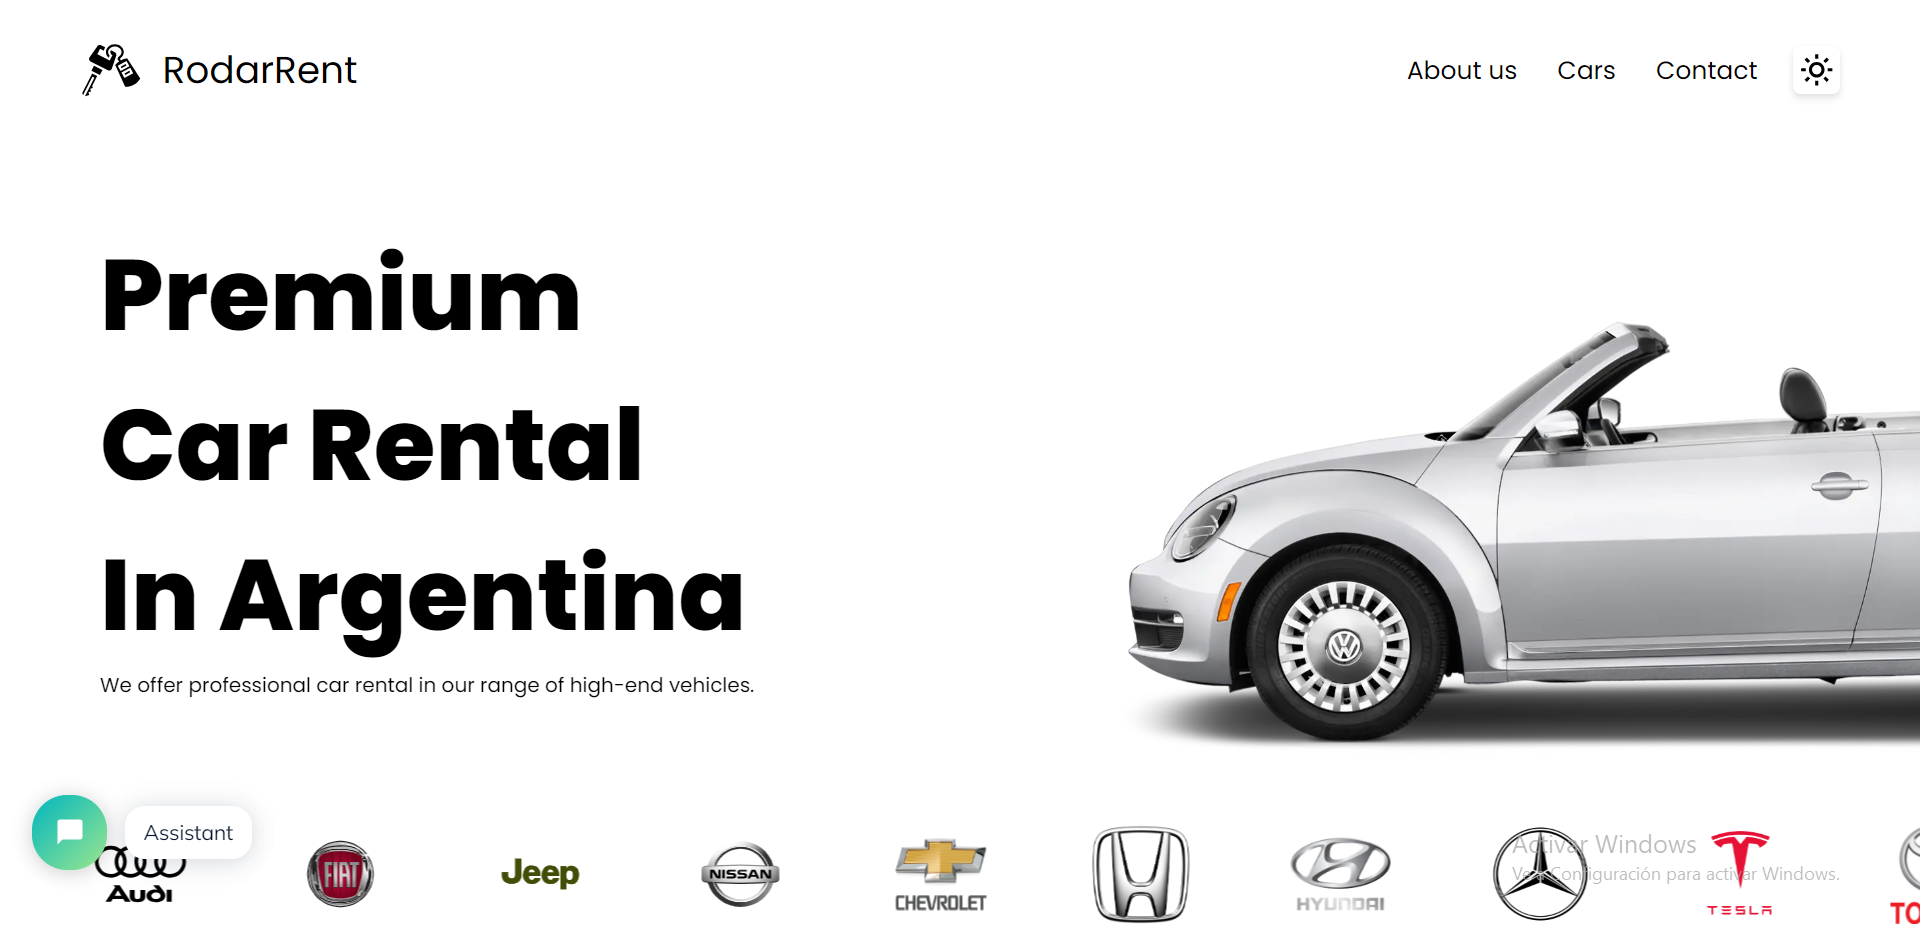 RodarRent
About us
Cars
Contact
Premium
Car Rental
In Argentina
We offer professional car rental in our range of high-end vehicles.
Assistant
Audi
FIAT
Jeep
NISSAN
CHEVROLET
HYUNDAI
TESLA
TO
Activar Windows
Ve a Configuración para activar Windows.